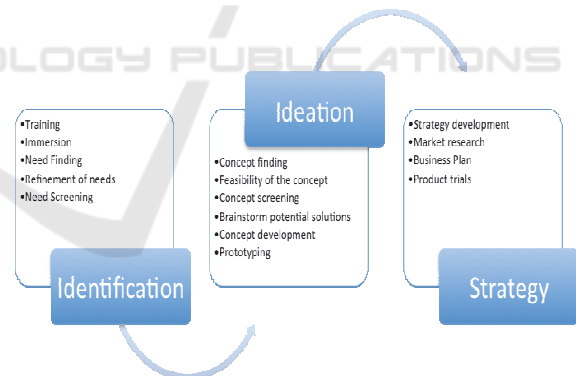 OLOGY PUBLICATIONS
Ideation
•Training
•Immersion
•Need Finding
•Refinement of needs
•Need Screening
•Concept finding
•Feasibility of the concept
•Concept screening
•Brainstorm potential solutions
•Concept development
•Prototyping
•Strategy development
•Market research
•Business Plan
•Product trials
Identification
Strategy